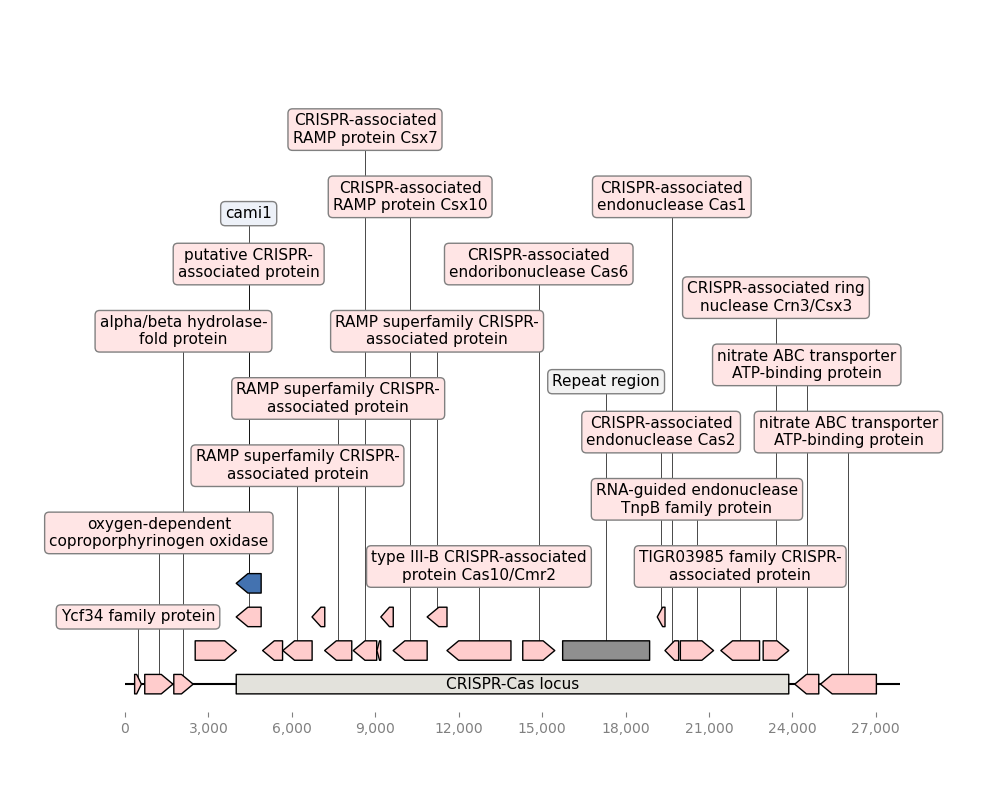 CRISPR-associated
RAMP protein Csx7
CRISPR-associated
RAMP protein Csx10
CRISPR-associated
endonuclease Cas1
cami1
putative CRISPR-
associated protein
CRISPR-associated
endoribonuclease Cas6
CRISPR-associated ring
nuclease Crn3/Csx3
alpha/beta hydrolase-
fold protein
RAMP superfamily CRISPR-
associated protein
nitrate ABC transporter
ATP-binding protein
Repeat region
RAMP superfamily CRISPR-
associated protein
CRISPR-associated
endonuclease Cas2
nitrate ABC transporter
ATP-binding protein
RAMP superfamily CRISPR-
associated protein
RNA-guided endonuclease
TnpB family protein
oxygen-dependent
coproporphyrinogen oxidase
type III-B CRISPR-associated
protein Cas10/Cmr2
TIGR03985 family CRISPR-
associated protein
Ycf34 family protein
CRISPR-Cas locus
0
3,000
6,000
9,000
12,000
15,000
18,000
21,000
24,000
27,000